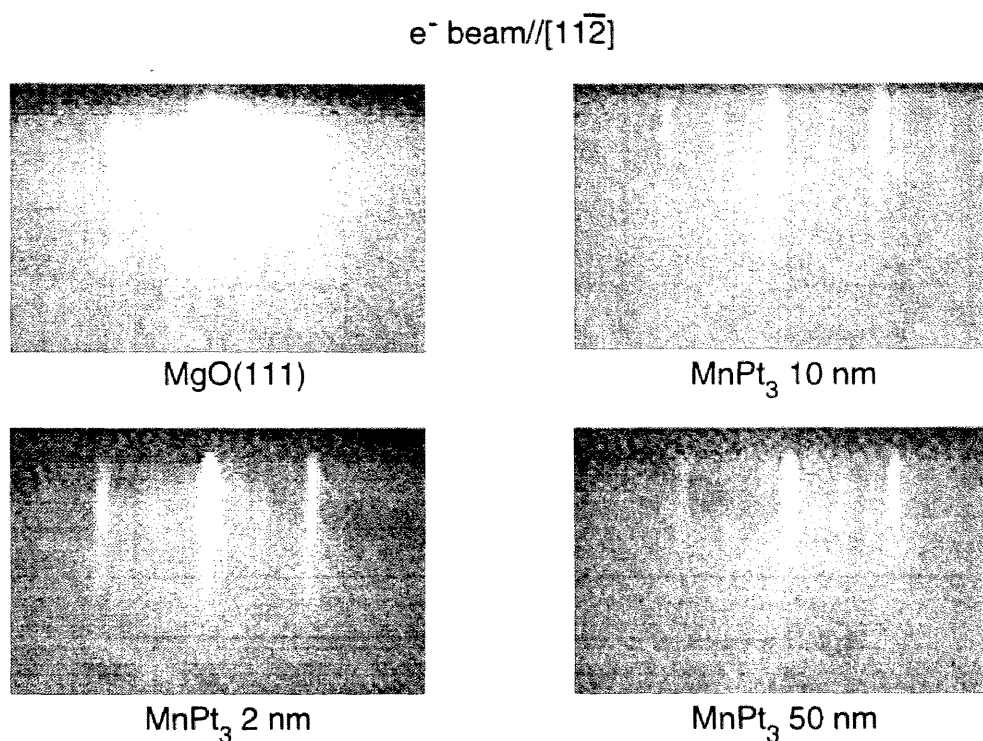 e⁻ beam//[112̅]
MgO(111)
MnPt₃ 10 nm
MnPt₃ 2 nm
MnPt₃ 50 nm